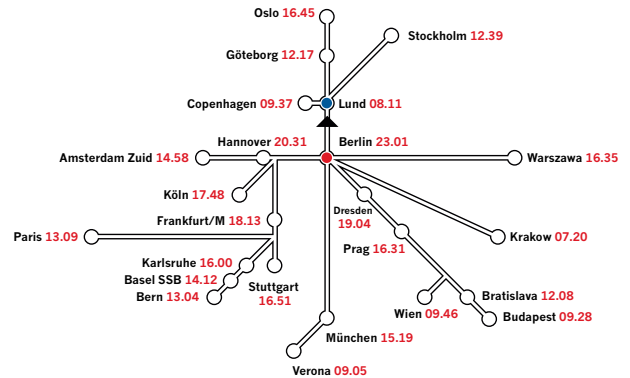 Oslo 16.45
Stockholm 12.39
Göteborg 12.17
Copenhagen 09.37
Lund 08.11
Hannover 20.31
Berlin 23.01
Amsterdam Zuid 14.58
Warszawa 16.35
Köln 17.48
Dresden
19.04
Frankfurt/M 18.13
Paris 13.09
Krakow 07.20
Prag 16.31
Karlsruhe 16.00
Basel SSB 14.12
Bern 13.04
Stuttgart
16.51
Wien 09.46
Bratislava 12.08
Budapest 09.28
München 15.19
Verona 09.05